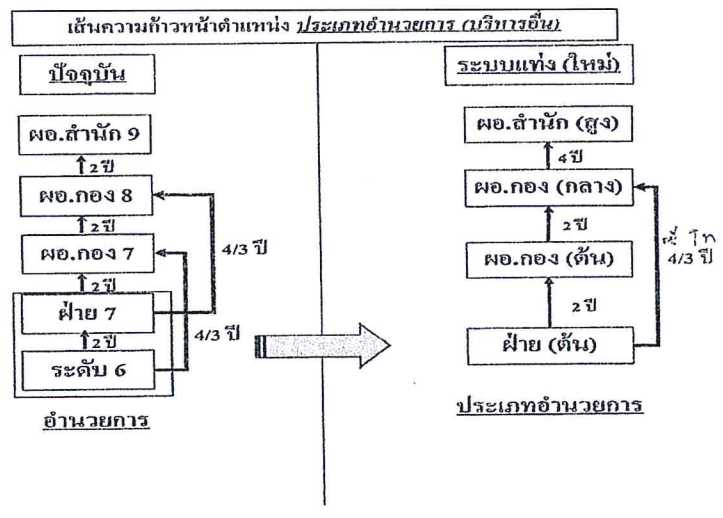 เส้นความก้าวหน้าตำแหน่ง ประเภทอำนวยการ (บริหารอื่น)
ปัจจุบัน
ผอ.สำนัก 9
2 ปี
ผอ.กอง 8
2 ปี
ผอ.กอง 7
4/3 ปี
2 ปี
ฝ่าย 7
4/3 ปี
2 ปี
ระดับ 6
อำนวยการ
ระบบแท่ง (ใหม่)
ผอ.สำนัก (สูง)
4 ปี
ผอ.กอง (กลาง)
2 ปี
โท
4/3 ปี
ผอ.กอง (ต้น)
2 ปี
ฝ่าย (ต้น)
ประเภทอำนวยการ